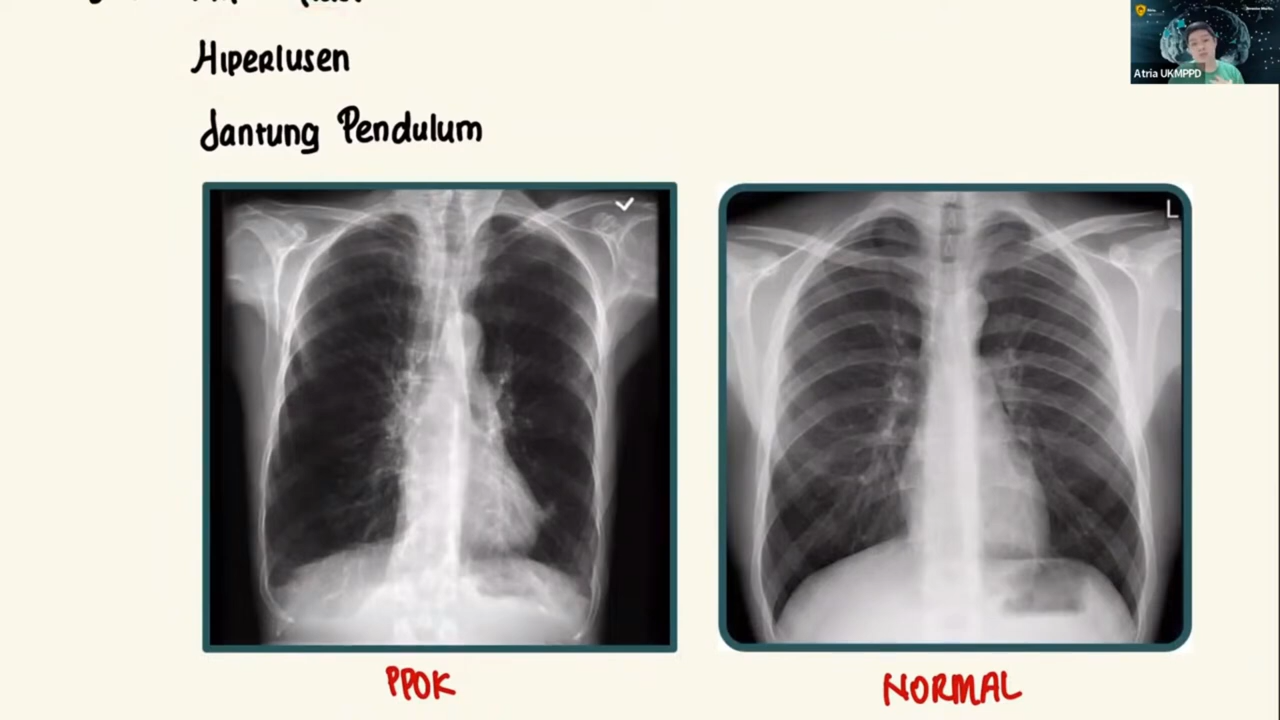 Hiperlusen
Jantung Pendulum
Atria UKMPPD
L
PPOK
NORMAL